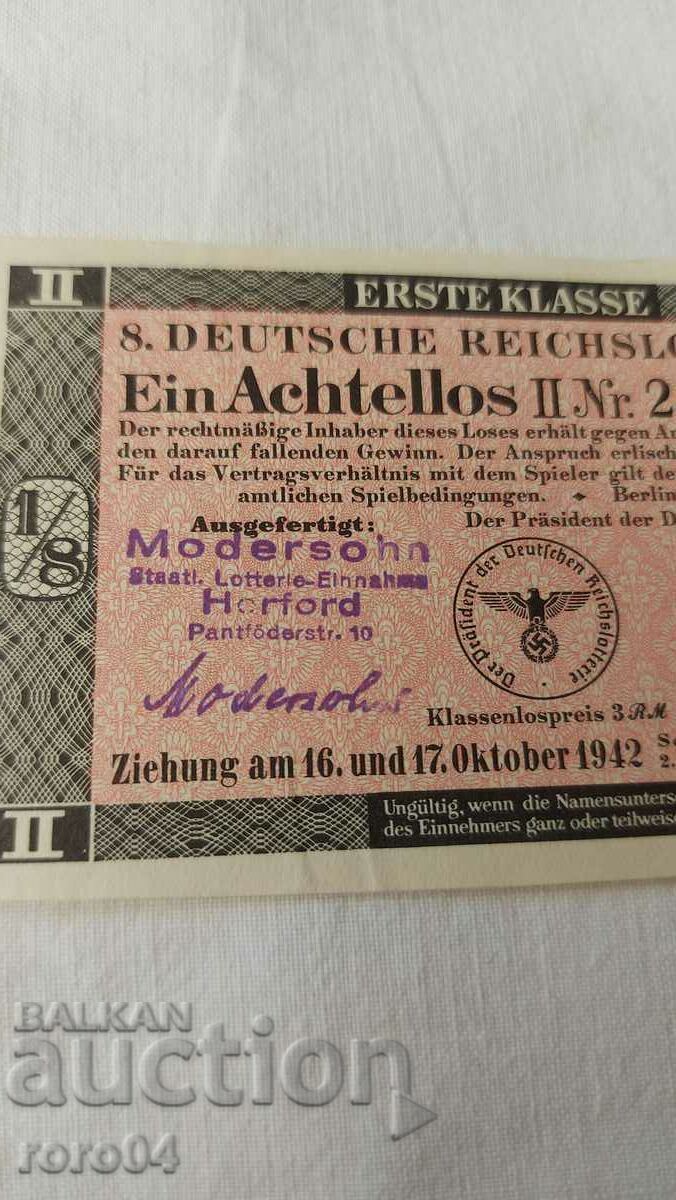 II
ERSTE KLASSE
8. DEUTSCHE REICHSLO
Ein Achtellos II Nr. 2
Der rechtmäßige Inhaber dieses Loses erhält gegen A
den darauf fallenden Gewinn. Der Anspruch erlisch
Für das Vertragsverhältnis mit dem Spieler gilt de
amtlichen Spielbedingungen. Berlin
1/8
Ausgefertigt:
Der Präsident der D
Modersohn
Staatl. Lotterie-Einnahme
Herford
Pantföderstr. 10
Modersohn
Der Präsident der Deutschen Reichslotterie
Klassenlospreis 3 RM
Ziehung am 16. und 17. Oktober 1942
2.
II
Ungültig, wenn die Namensunters
des Einnehmers ganz oder teilweise
BALKAN
auction
roro04